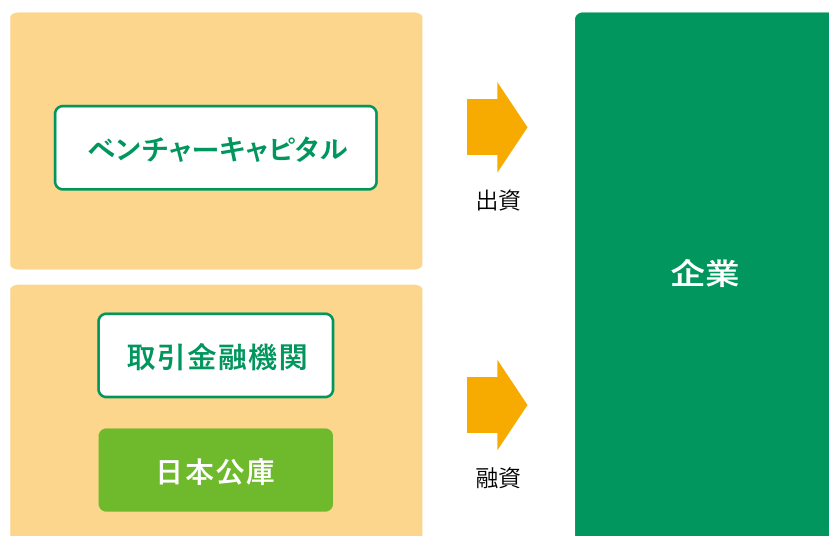 ベンチャーキャピタル
出資
企業
取引金融機関
日本公庫
融資